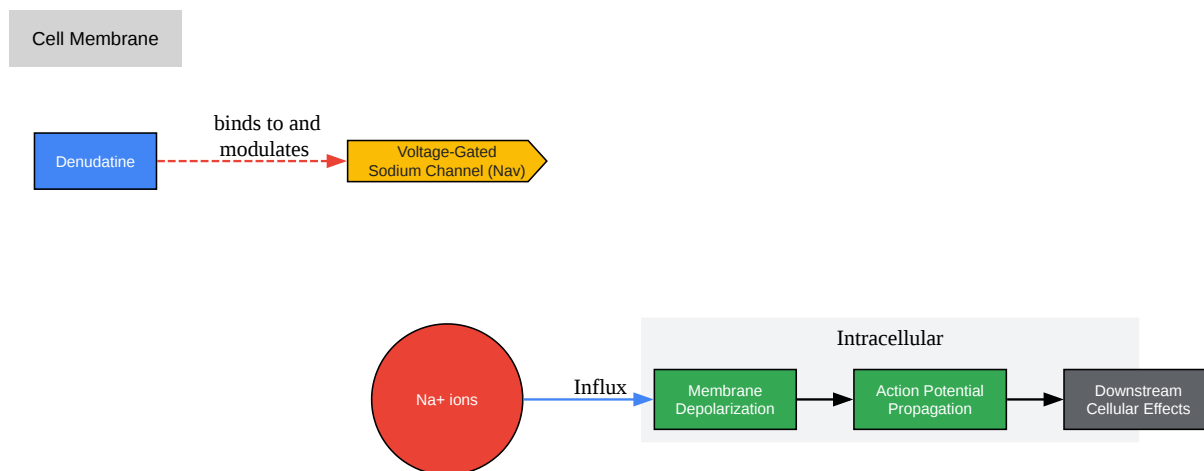 Cell Membrane
binds to and
modulates
Denudatine
Voltage-Gated
Sodium Channel (Nav)
Intracellular
Na+ ions
Influx
Membrane
Depolarization
Action Potential
Propagation
Downstream
Cellular Effects